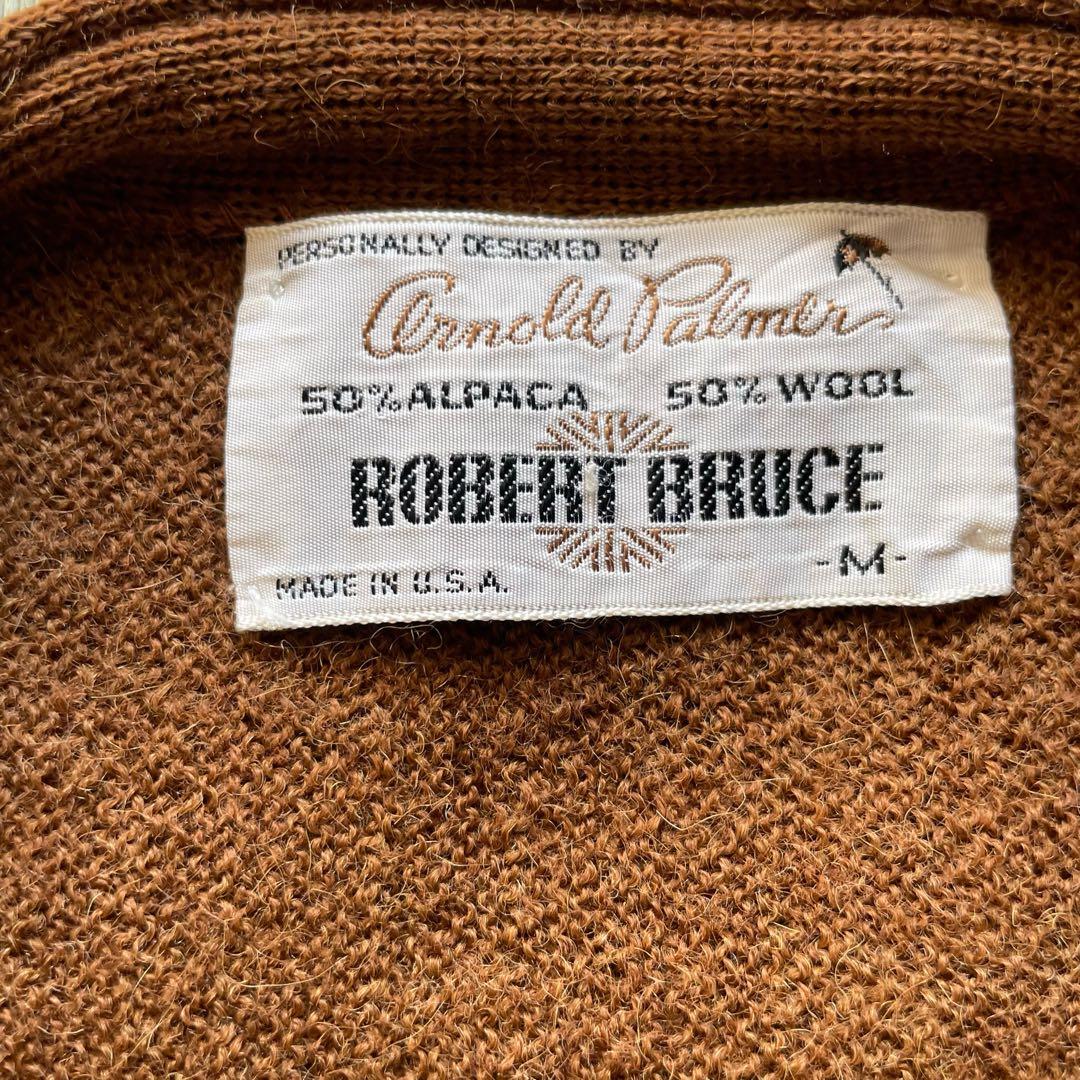 PERSONALLY DESIGNED BY
Arnold Palmer
50% ALPACA 50% WOOL
ROBERT BRUCE
MADE IN U.S.A. -M-